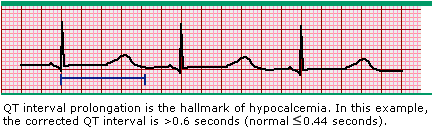 QT interval prolongation is the hallmark of hypocalcemia. In this example,
the corrected QT interval is >0.6 seconds (normal ≤0.44 seconds).